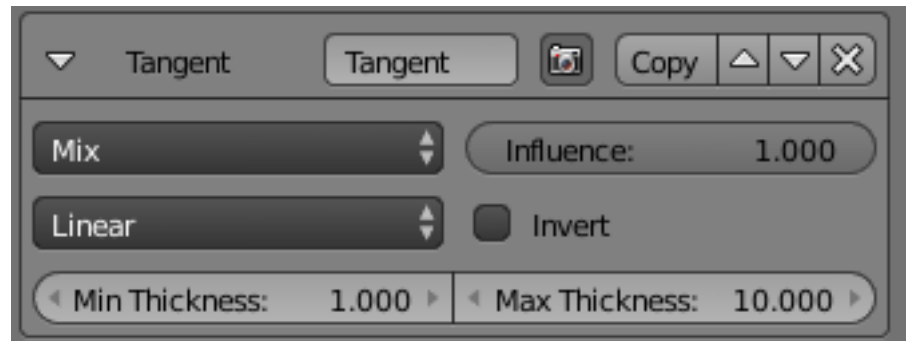 Tangent Tangent Copy
Mix Influence: 1.000
Linear Invert
Min Thickness: 1.000 Max Thickness: 10.000